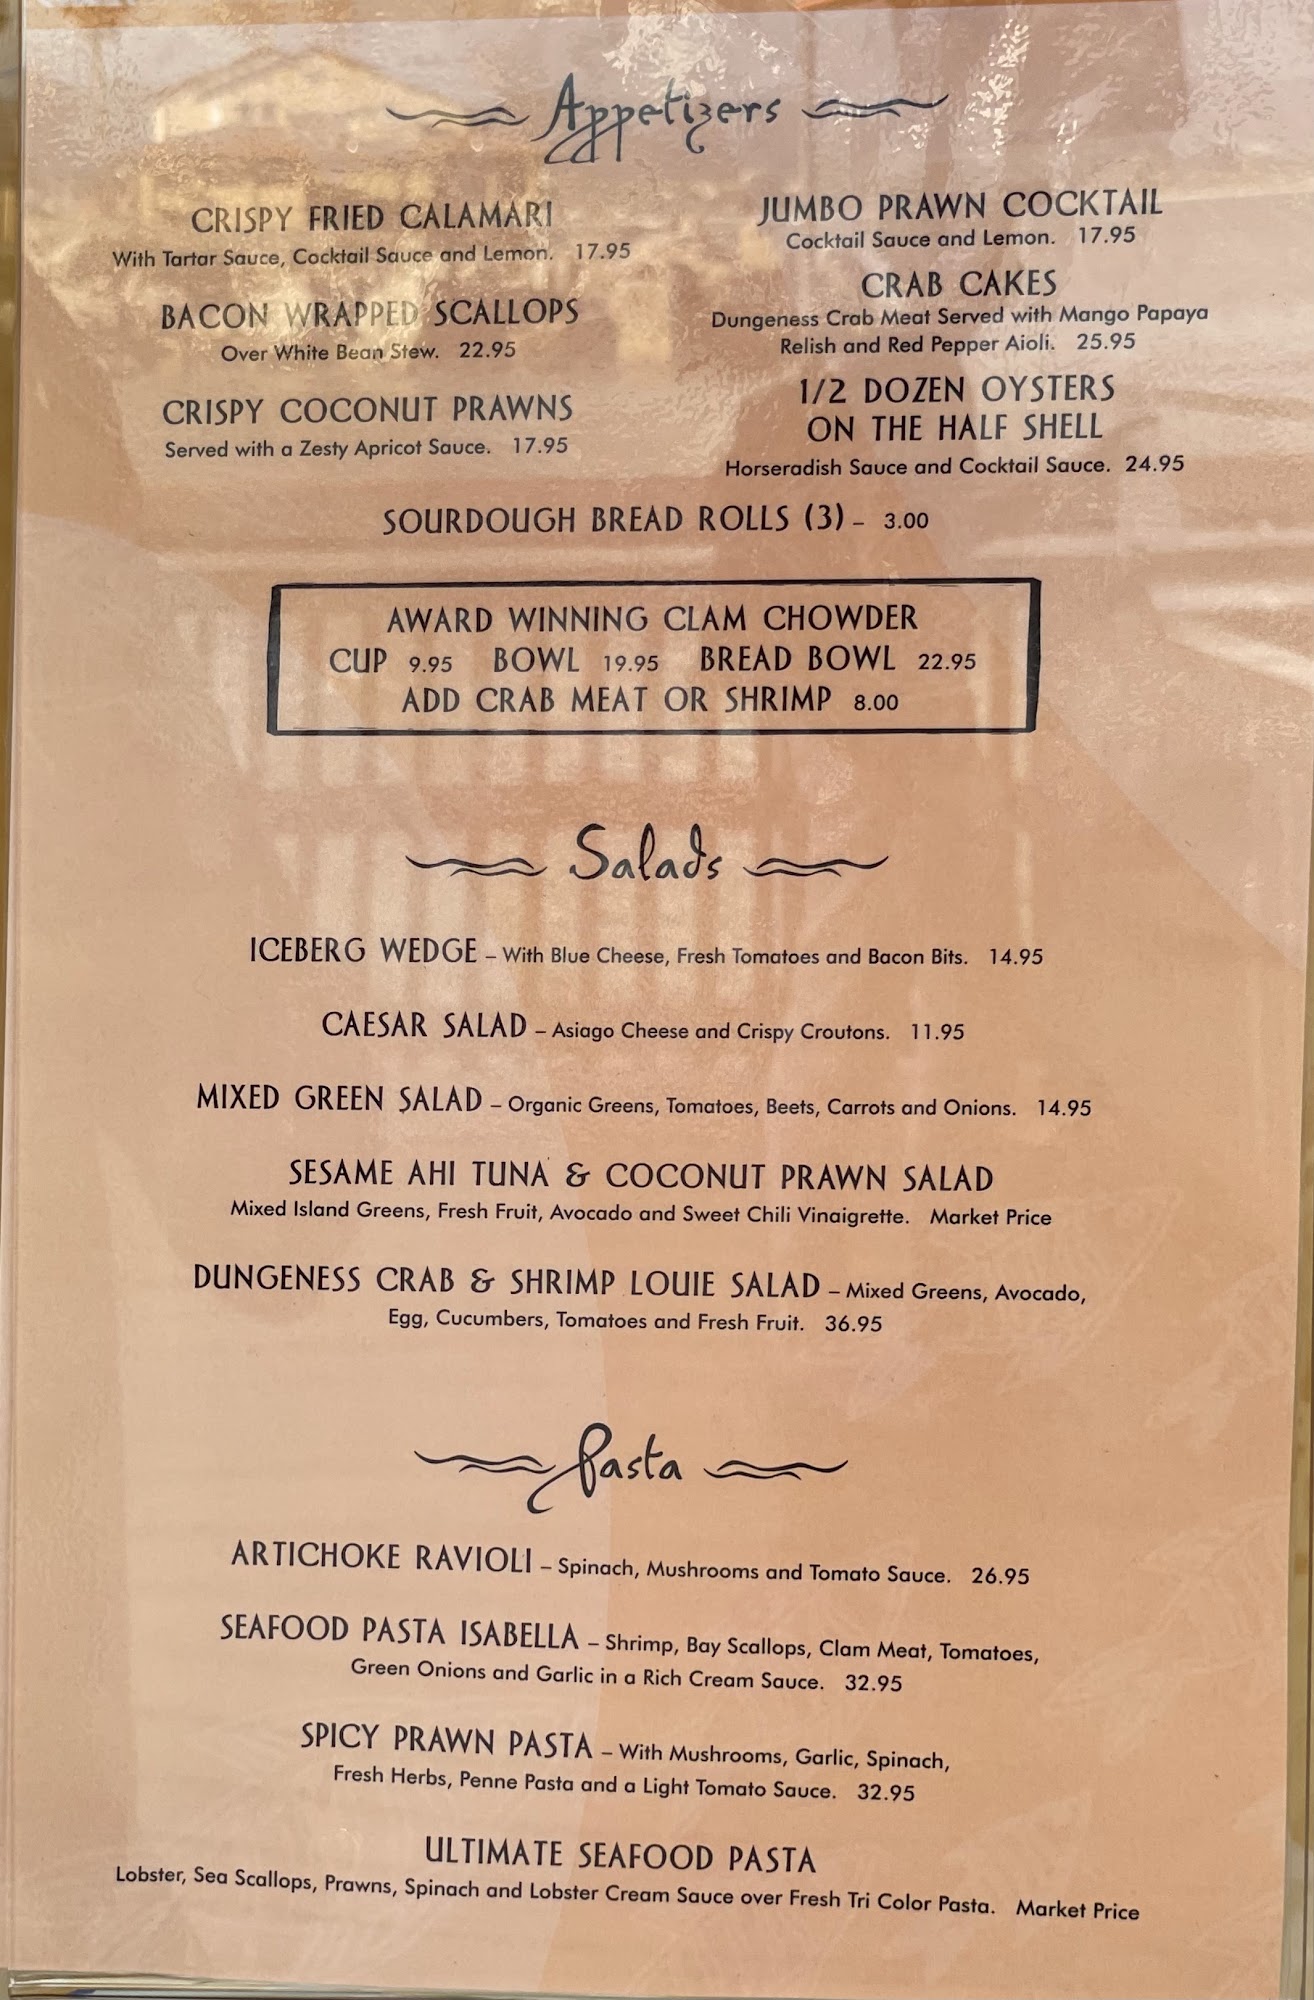 Appetizers
CRISPY FRIED CALAMARI
With Tartar Sauce, Cocktail Sauce and Lemon. 17.95
BACON WRAPPED SCALLOPS
Over White Bean Stew. 22.95
CRISPY COCONUT PRAWNS
Served with a Zesty Apricot Sauce. 17.95
JUMBO PRAWN COCKTAIL
Cocktail Sauce and Lemon. 17.95
CRAB CAKES
Dungeness Crab Meat Served with Mango Papaya
Relish and Red Pepper Aioli. 25.95
1/2 DOZEN OYSTERS
ON THE HALF SHELL
Horseradish Sauce and Cocktail Sauce. 24.95
SOURDOUGH BREAD ROLLS (3) – 3.00
AWARD WINNING CLAM CHOWDER
CUP 9.95 BOWL 19.95 BREAD BOWL 22.95
ADD CRAB MEAT OR SHRIMP 8.00
Salads
ICEBERG WEDGE – With Blue Cheese, Fresh Tomatoes and Bacon Bits. 14.95
CAESAR SALAD – Asiago Cheese and Crispy Croutons. 11.95
MIXED GREEN SALAD – Organic Greens, Tomatoes, Beets, Carrots and Onions. 14.95
SESAME AHI TUNA & COCONUT PRAWN SALAD
Mixed Island Greens, Fresh Fruit, Avocado and Sweet Chili Vinaigrette. Market Price
DUNGENESS CRAB & SHRIMP LOUIE SALAD – Mixed Greens, Avocado,
Egg, Cucumbers, Tomatoes and Fresh Fruit. 36.95
Pasta
ARTICHOKE RAVIOLI – Spinach, Mushrooms and Tomato Sauce. 26.95
SEAFOOD PASTA ISABELLA – Shrimp, Bay Scallops, Clam Meat, Tomatoes,
Green Onions and Garlic in a Rich Cream Sauce. 32.95
SPICY PRAWN PASTA – With Mushrooms, Garlic, Spinach,
Fresh Herbs, Penne Pasta and a Light Tomato Sauce. 32.95
ULTIMATE SEAFOOD PASTA
Lobster, Sea Scallops, Prawns, Spinach and Lobster Cream Sauce over Fresh Tri Color Pasta. Market Price